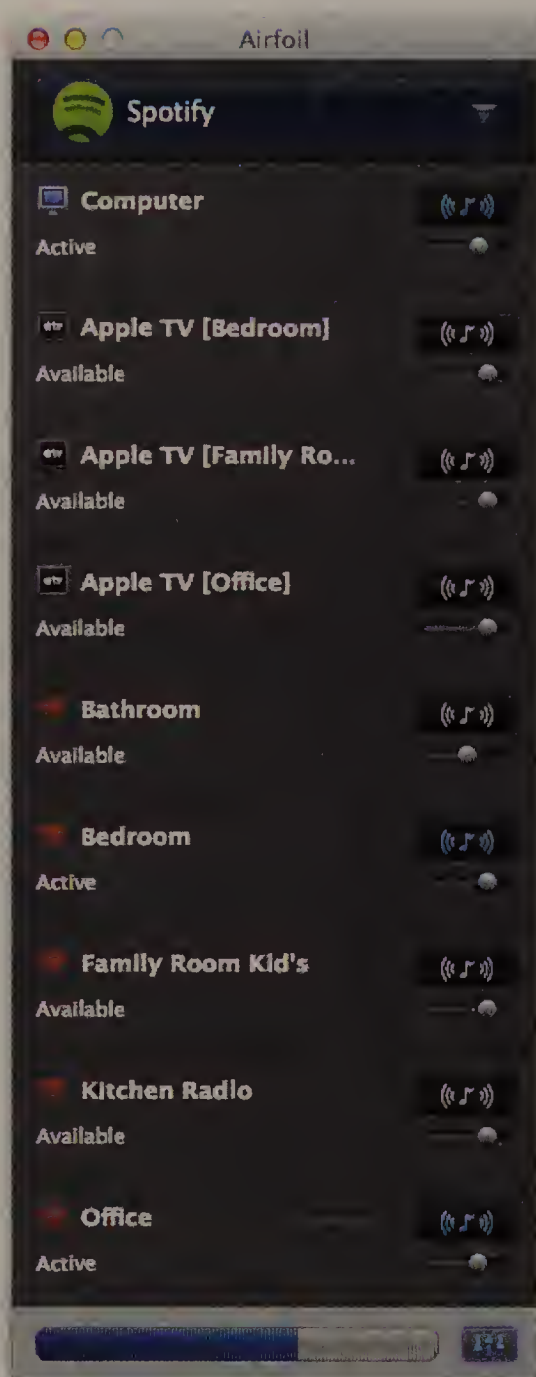 Airfoil
Spotify
Computer
Active
Apple TV [Bedroom]
Available
Apple TV [Family Ro...
Available
Apple TV [Office]
Available
Bathroom
Available
Bedroom
Active
Family Room Kid's
Available
Kitchen Radio
Available
Office
Active